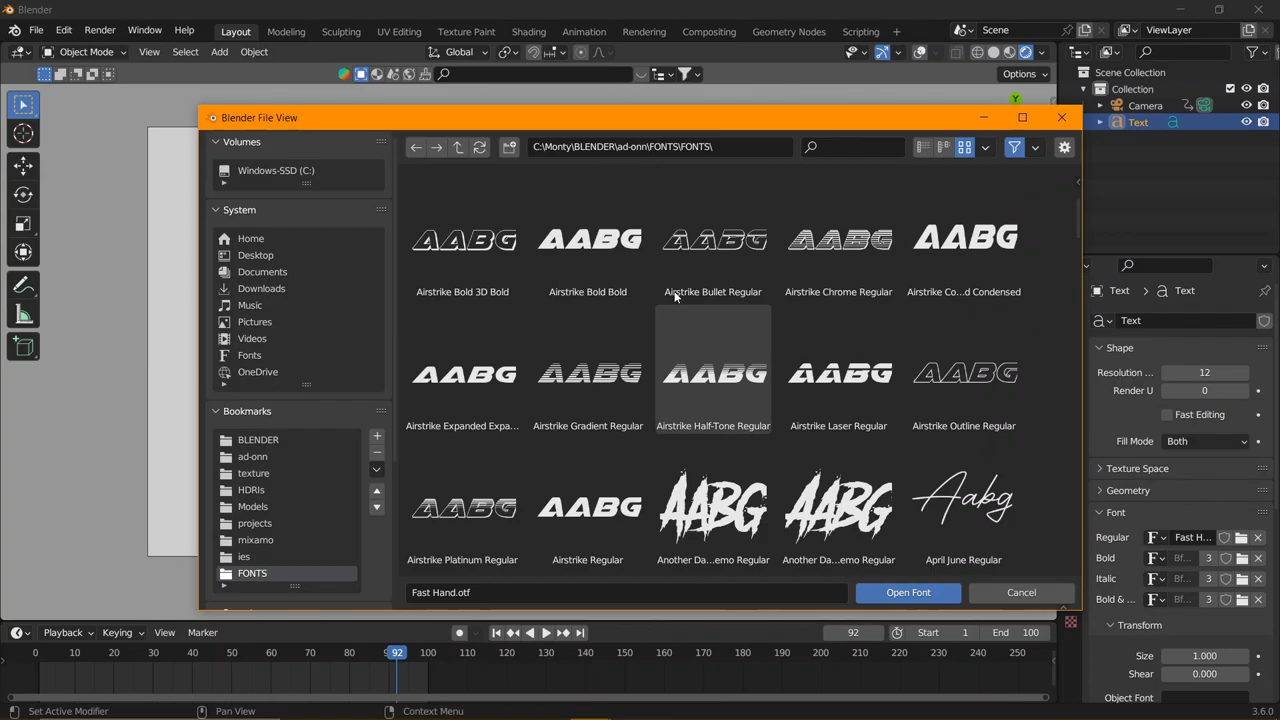 Blender
File Edit Render Window Help
Layout Modeling Sculpting UV Editing Texture Paint Shading Animation Rendering Compositing Geometry Nodes Scripting +
Scene
ViewLayer
Object Mode View Select Add Object
Global
Options
Y
Scene Collection
Collection
Camera
Text
Blender File View
Volumes
Windows-SSD (C:)
System
Home
Desktop
Documents
Downloads
Music
Pictures
Videos
Fonts
OneDrive
Bookmarks
BLENDER
ad-onn
texture
HDRIs
Models
projects
mixamo
ies
FONTS
C:\Monty\BLENDER\ad-onn\FONTS\FONTS\
AABG AABG AABG AABG AABG
Airstrike Bold 3D Bold Airstrike Bold Bold Airstrike Bullet Regular Airstrike Chrome Regular Airstrike Co...d Condensed
AABG AABG AABG AABG AABG
Airstrike Expanded Expa... Airstrike Gradient Regular Airstrike Half-Tone Regular Airstrike Laser Regular Airstrike Outline Regular
AABG AABG AABG AABG Aabg
Airstrike Platinum Regular Airstrike Regular Another Da...emo Regular Another Da...emo Regular April June Regular
Fast Hand.otf
Open Font
Cancel
Text Text
Text
Shape
Resolution ... 12
Render U 0
Fast Editing
Fill Mode Both
Texture Space
Geometry
Font
Regular Fast H...
Bold Bf... 3
Italic Bf... 3
Bold & ... Bf... 3
Transform
Size 1.000
Shear 0.000
Object Font
Playback Keying View Marker
92
Start 1
End 100
0 10 20 30 40 50 60 70 80 92 100 110 120 130 140 150 160 170 180 190 200 210 220 230 240 250
Set Active Modifier
Pan View
Context Menu
3.6.0